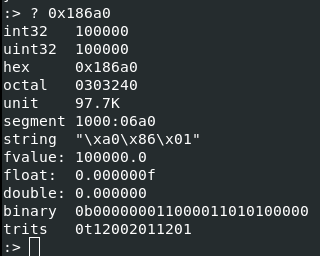 :> ? 0x186a0
int32   100000
uint32  100000
hex     0x186a0
octal   0303240
unit    97.7K
segment 1000:06a0
string  "\xa0\x86\x01"
fvalue: 100000.0
float:  0.000000f
double: 0.000000
binary  0b000000011000011010100000
trits   0t12002011201
:>